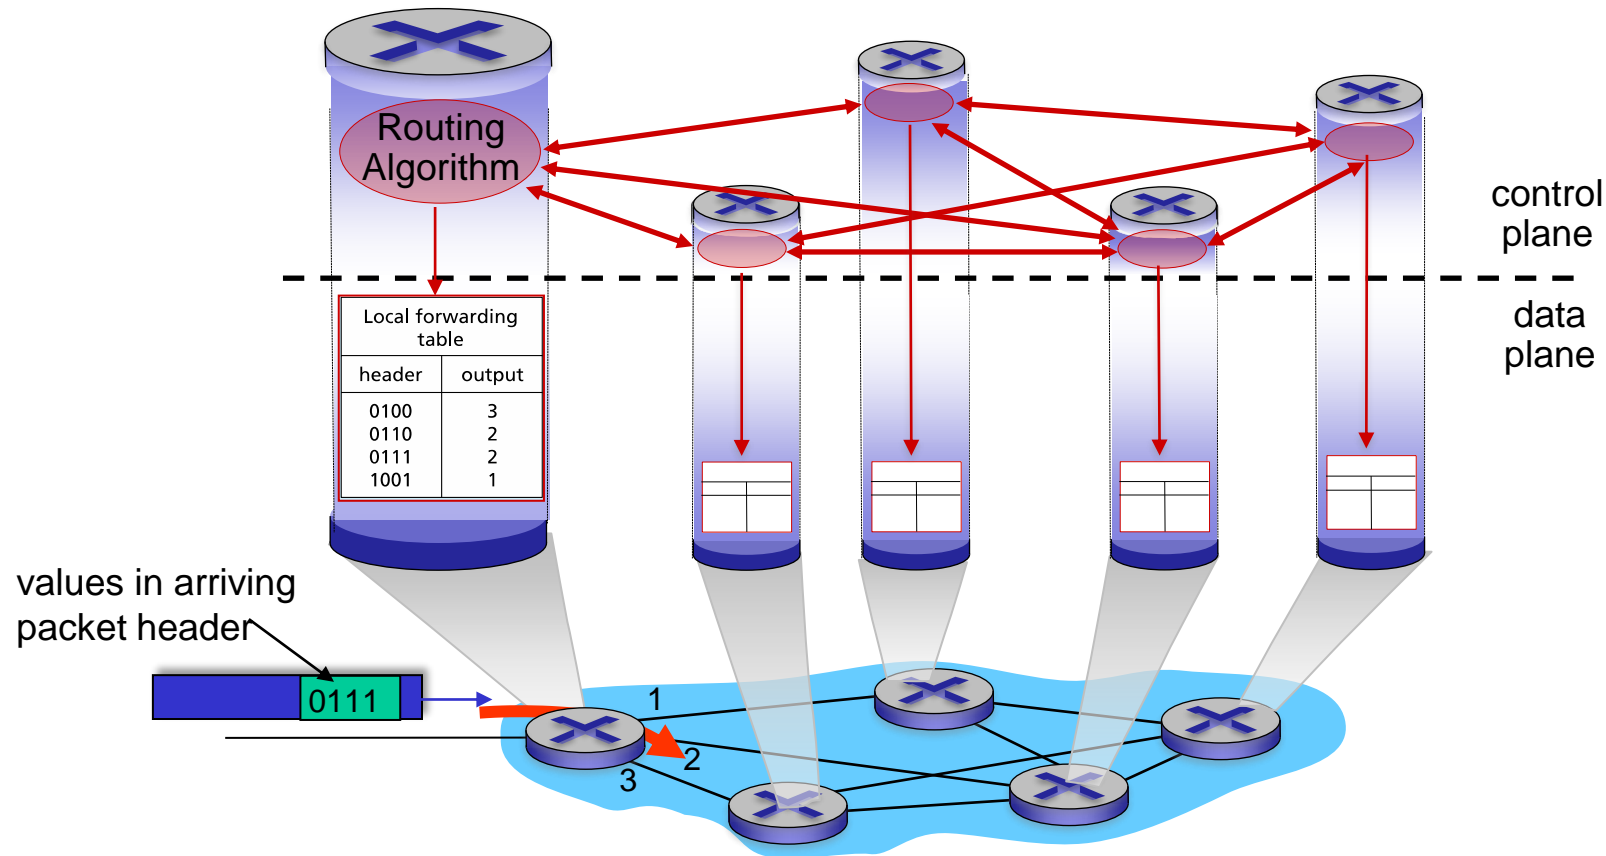 Routing
Algorithm
control
plane
data
plane
Local forwarding
table
header output
0100 3
0110 2
0111 2
1001 1
values in arriving
packet header
0111
1
2
3